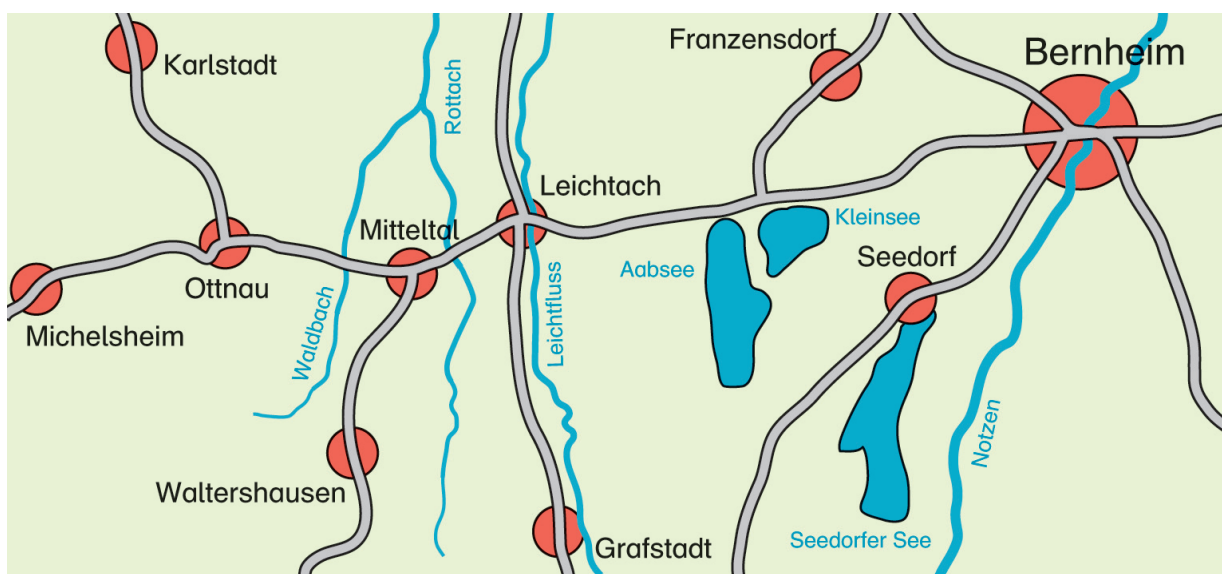 Karlstadt
Rottach
Franzensdorf
Bernheim
Leichtach
Mitteltal
Kleinsee
Aabsee
Seedorf
Ottnau
Michelsheim
Waldbach
Leichtfluss
Notzen
Waltershausen
Grafstadt
Seedorfer See